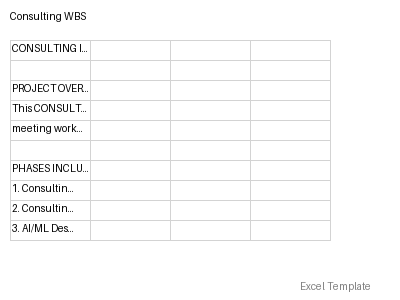 Consulting WBS
CONSULTING I...
PROJECT OVER...
This CONSULT...
meeting work...
PHASES INCLU...
1. Consultin...
2. Consultin...
3. AI/ML Des...
Excel Template